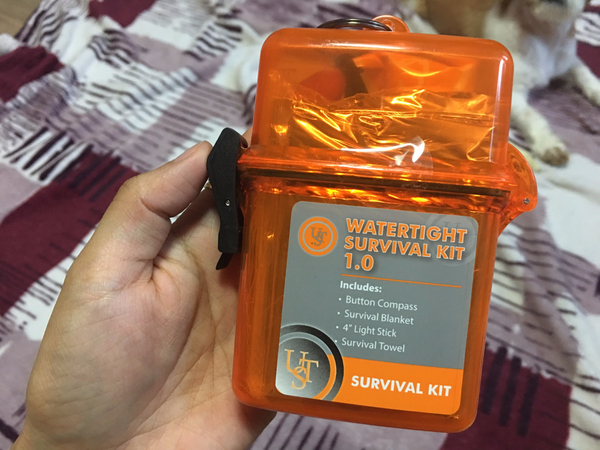 UST
WATERTIGHT
SURVIVAL KIT
1.0
Includes:
• Button Compass
• Survival Blanket
• 4" Light Stick
• Survival Towel
UST
SURVIVAL KIT